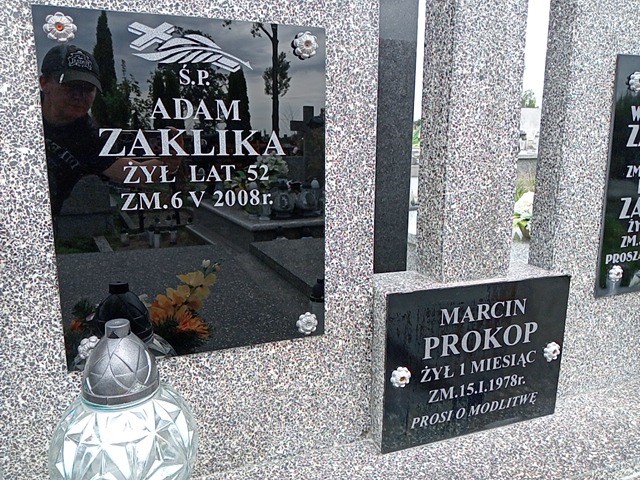 Ś.P.
ADAM
ZAKLIKA
ŻYŁ LAT 52
ZM.6 V 2008r.
MARCIN
PROKOP
ŻYŁ 1 MIESIĄC
ZM.15.I.1978r.
PROSI O MODLITWĘ